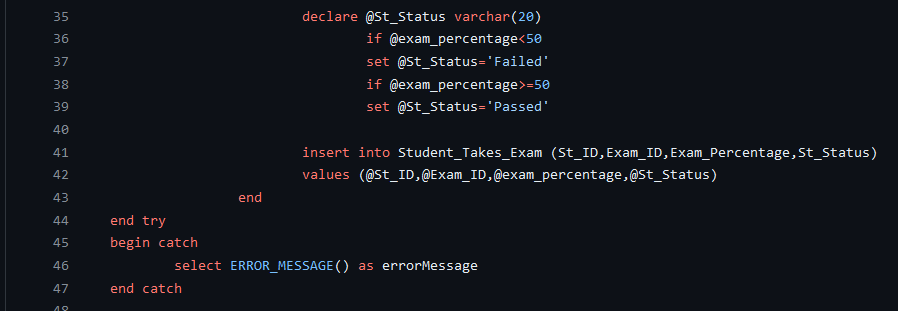 35 declare @St_Status varchar(20)
36 if @exam_percentage<50
37 set @St_Status='Failed'
38 if @exam_percentage>=50
39 set @St_Status='Passed'
40
41 insert into Student_Takes_Exam (St_ID,Exam_ID,Exam_Percentage,St_Status)
42 values (@St_ID,@Exam_ID,@exam_percentage,@St_Status)
43 end
44 end try
45 begin catch
46 select ERROR_MESSAGE() as errorMessage
47 end catch
48